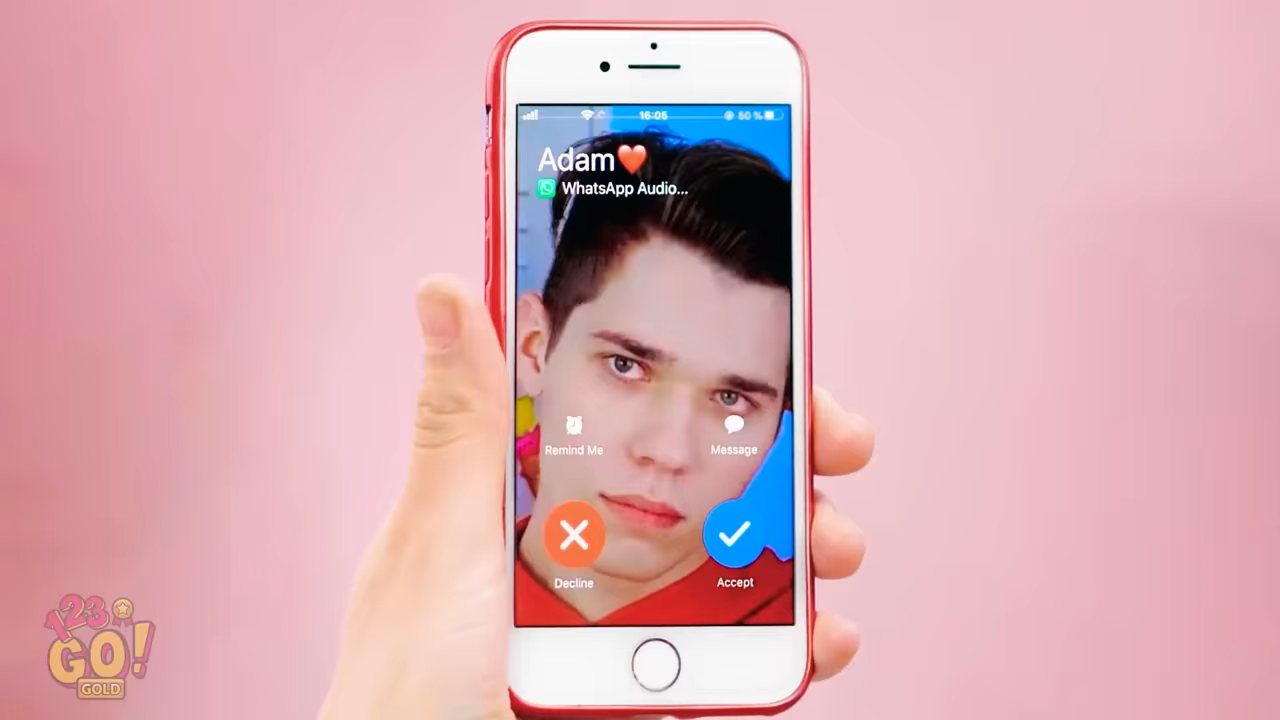 16:05
50 %
Adam❤️
WhatsApp Audio...
Remind Me
Message
Decline
Accept
123
GO!
GOLD